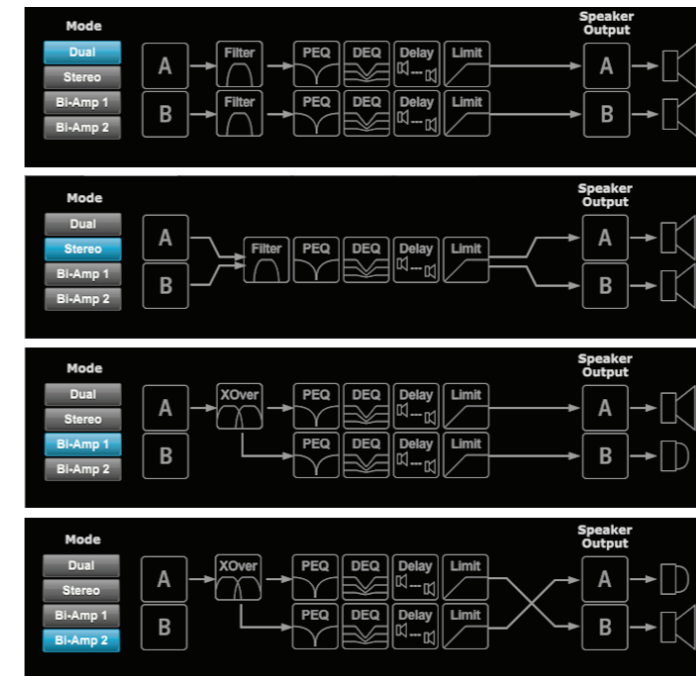 Mode
Speaker
Output
Dual
Stereo
Bi-Amp 1
Bi-Amp 2
A Filter PEQ DEQ Delay Limit A
B Filter PEQ DEQ Delay Limit B
Mode
Speaker
Output
Dual
Stereo
Bi-Amp 1
Bi-Amp 2
A
B
Filter PEQ DEQ Delay Limit
A
B
Mode
Speaker
Output
Dual
Stereo
Bi-Amp 1
Bi-Amp 2
A XOver PEQ DEQ Delay Limit A
B PEQ DEQ Delay Limit B
Mode
Speaker
Output
Dual
Stereo
Bi-Amp 1
Bi-Amp 2
A XOver PEQ DEQ Delay Limit A
B PEQ DEQ Delay Limit B